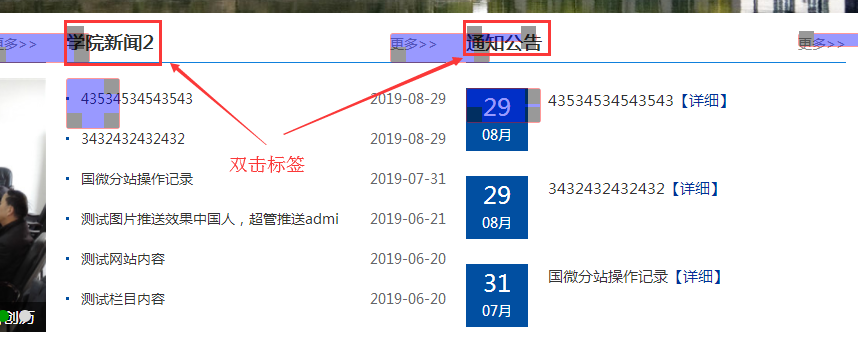 更多>>
学院新闻2
更多>>
通知公告
更多>>
双击标签
43534534543543 2019-08-29
3432432432432 2019-08-29
国微分站操作记录 2019-07-31
测试图片推送效果中国人，超管推送admi 2019-06-21
测试网站内容 2019-06-20
测试栏目内容 2019-06-20
29
08月
43534534543543【详细】
29
08月
3432432432432【详细】
31
07月
国微分站操作记录【详细】